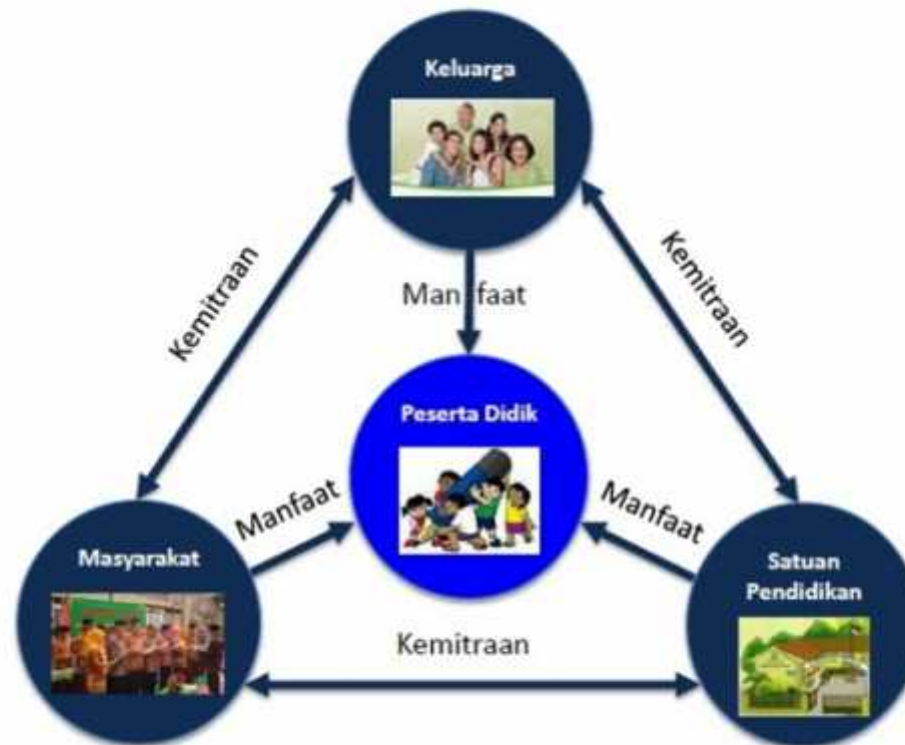 Keluarga
Kemitraan
Kemitraan
Manfaat
Peserta Didik
Manfaat
Manfaat
Masyarakat
Satuan
Pendidikan
Kemitraan